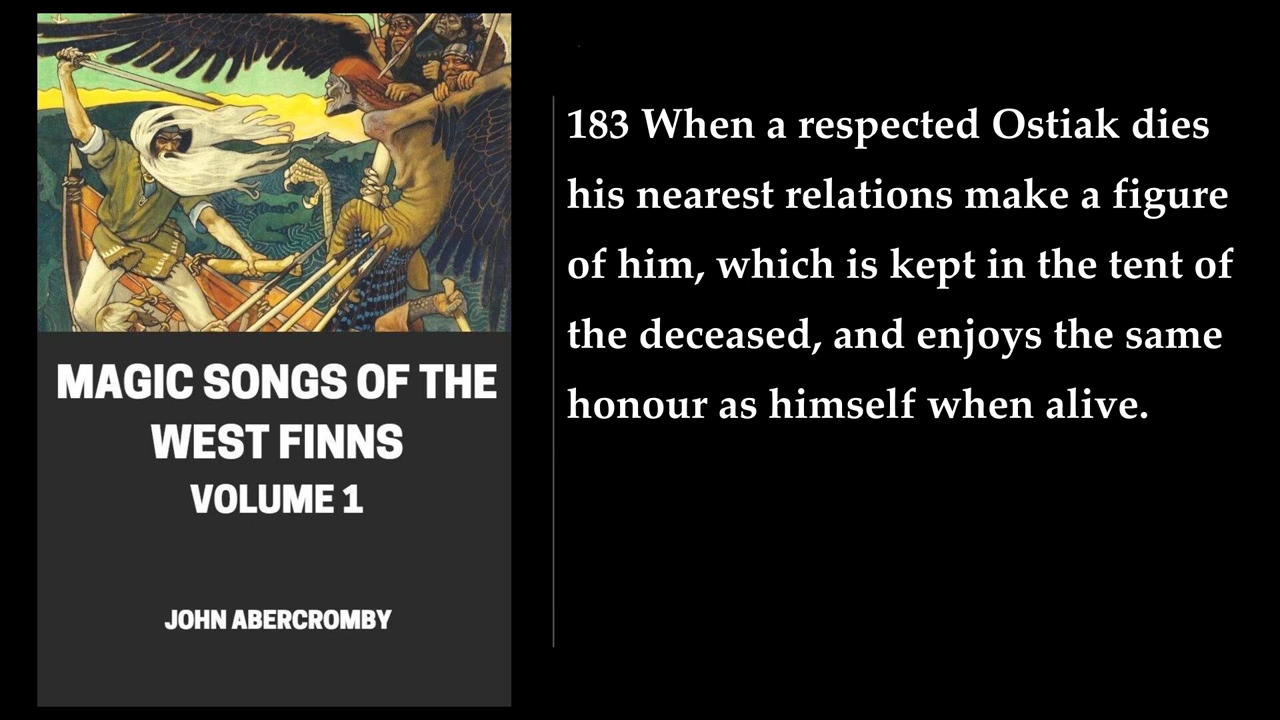 MAGIC SONGS OF THE
WEST FINNS
VOLUME 1
JOHN ABERCROMBY
183 When a respected Ostiak dies
his nearest relations make a figure
of him, which is kept in the tent of
the deceased, and enjoys the same
honour as himself when alive.